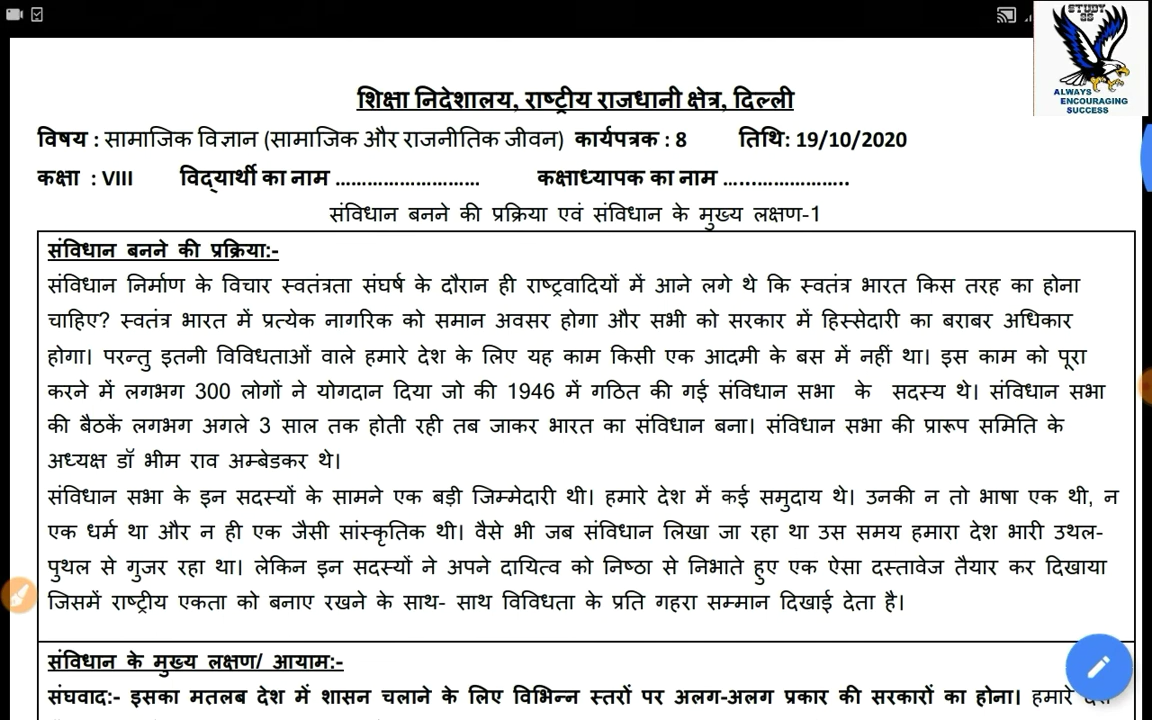 STUDY
SS
ALWAYS
ENCOURAGING
SUCCESS
शिक्षा निदेशालय, राष्ट्रीय राजधानी क्षेत्र, दिल्ली
विषय : सामाजिक विज्ञान (सामाजिक और राजनीतिक जीवन) कार्यपत्रक : 8 तिथि: 19/10/2020
कक्षा : VIII विद्यार्थी का नाम ............................ कक्षाध्यापक का नाम ......................
संविधान बनने की प्रक्रिया एवं संविधान के मुख्य लक्षण-1
संविधान बनने की प्रक्रिया:-
संविधान निर्माण के विचार स्वतंत्रता संघर्ष के दौरान ही राष्ट्रवादियों में आने लगे थे कि स्वतंत्र भारत किस तरह का होना
चाहिए? स्वतंत्र भारत में प्रत्येक नागरिक को समान अवसर होगा और सभी को सरकार में हिस्सेदारी का बराबर अधिकार
होगा। परन्तु इतनी विविधताओं वाले हमारे देश के लिए यह काम किसी एक आदमी के बस में नहीं था। इस काम को पूरा
करने में लगभग 300 लोगों ने योगदान दिया जो की 1946 में गठित की गई संविधान सभा के सदस्य थे। संविधान सभा
की बैठकें लगभग अगले 3 साल तक होती रही तब जाकर भारत का संविधान बना। संविधान सभा की प्रारूप समिति के
अध्यक्ष डॉ भीम राव अम्बेडकर थे।
संविधान सभा के इन सदस्यों के सामने एक बड़ी जिम्मेदारी थी। हमारे देश में कई समुदाय थे। उनकी न तो भाषा एक थी, न
एक धर्म था और न ही एक जैसी सांस्कृतिक थी। वैसे भी जब संविधान लिखा जा रहा था उस समय हमारा देश भारी उथल-
पुथल से गुजर रहा था। लेकिन इन सदस्यों ने अपने दायित्व को निष्ठा से निभाते हुए एक ऐसा दस्तावेज तैयार कर दिखाया
जिसमें राष्ट्रीय एकता को बनाए रखने के साथ- साथ विविधता के प्रति गहरा सम्मान दिखाई देता है।
संविधान के मुख्य लक्षण/ आयाम:-
संघवाद:- इसका मतलब देश में शासन चलाने के लिए विभिन्न स्तरों पर अलग-अलग प्रकार की सरकारों का होना। हमारे देश